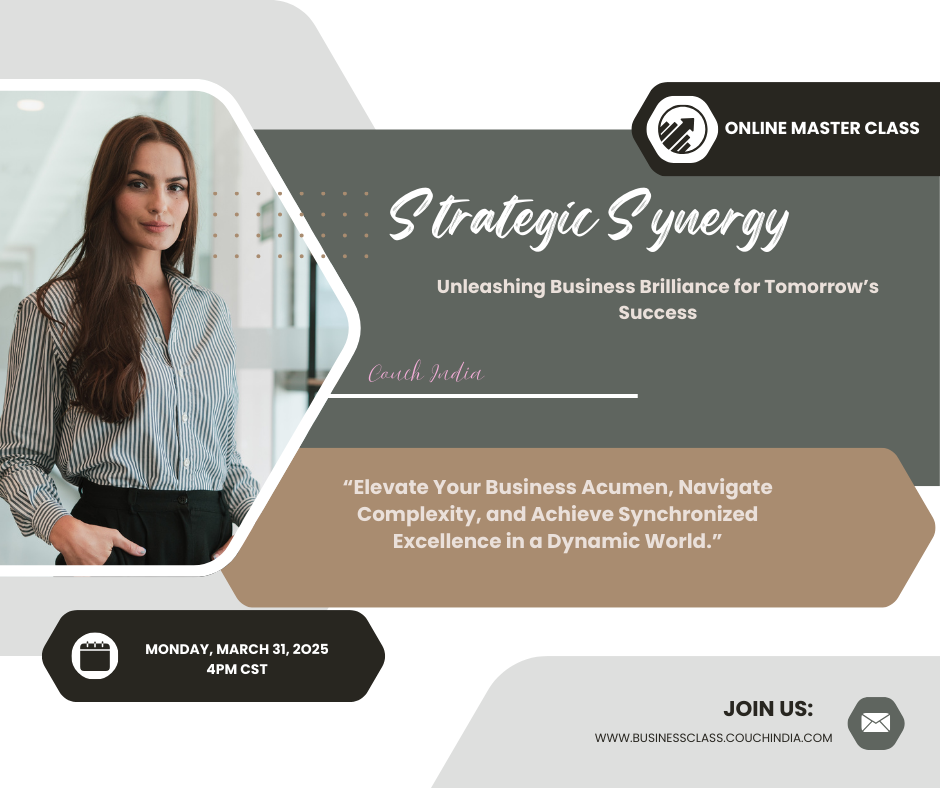 ONLINE MASTER CLASS
Strategic Synergy
Unleashing Business Brilliance for Tomorrow’s
Success
Couch India
“Elevate Your Business Acumen, Navigate
Complexity, and Achieve Synchronized
Excellence in a Dynamic World.”
MONDAY, MARCH 31, 2025
4PM CST
JOIN US:
WWW.BUSINESSCLASS.COUCHINDIA.COM